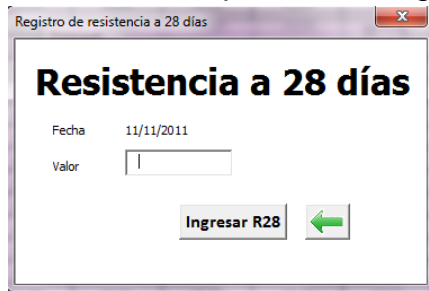 Registro de resistencia a 28 días
Resistencia a 28 días
Fecha 11/11/2011
Valor
Ingresar R28